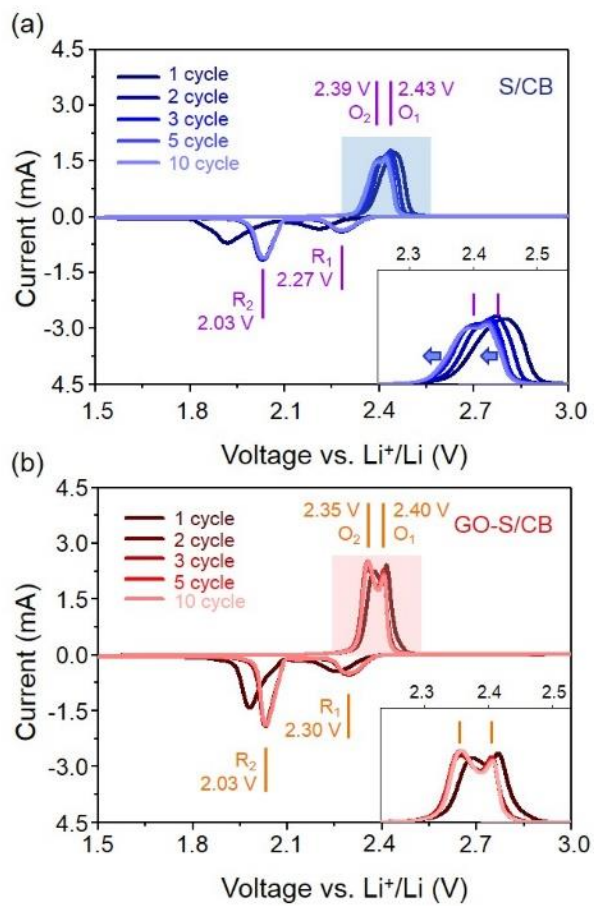 (a)
4.5
3.0
1.5
0.0
-1.5
-3.0
4.5
Current (mA)
1 cycle
2 cycle
3 cycle
5 cycle
10 cycle
2.39 V
2.43 V
O2
O1
S/CB
R1
2.27 V
R2
2.03 V
2.3 2.4 2.5
1.5 1.8 2.1 2.4 2.7 3.0
Voltage vs. Li⁺/Li (V)
(b)
4.5
3.0
1.5
0.0
-1.5
-3.0
4.5
Current (mA)
1 cycle
2 cycle
3 cycle
5 cycle
10 cycle
2.35 V
2.40 V
O2
O1
GO-S/CB
R1
2.30 V
R2
2.03 V
2.3 2.4 2.5
1.5 1.8 2.1 2.4 2.7 3.0
Voltage vs. Li⁺/Li (V)